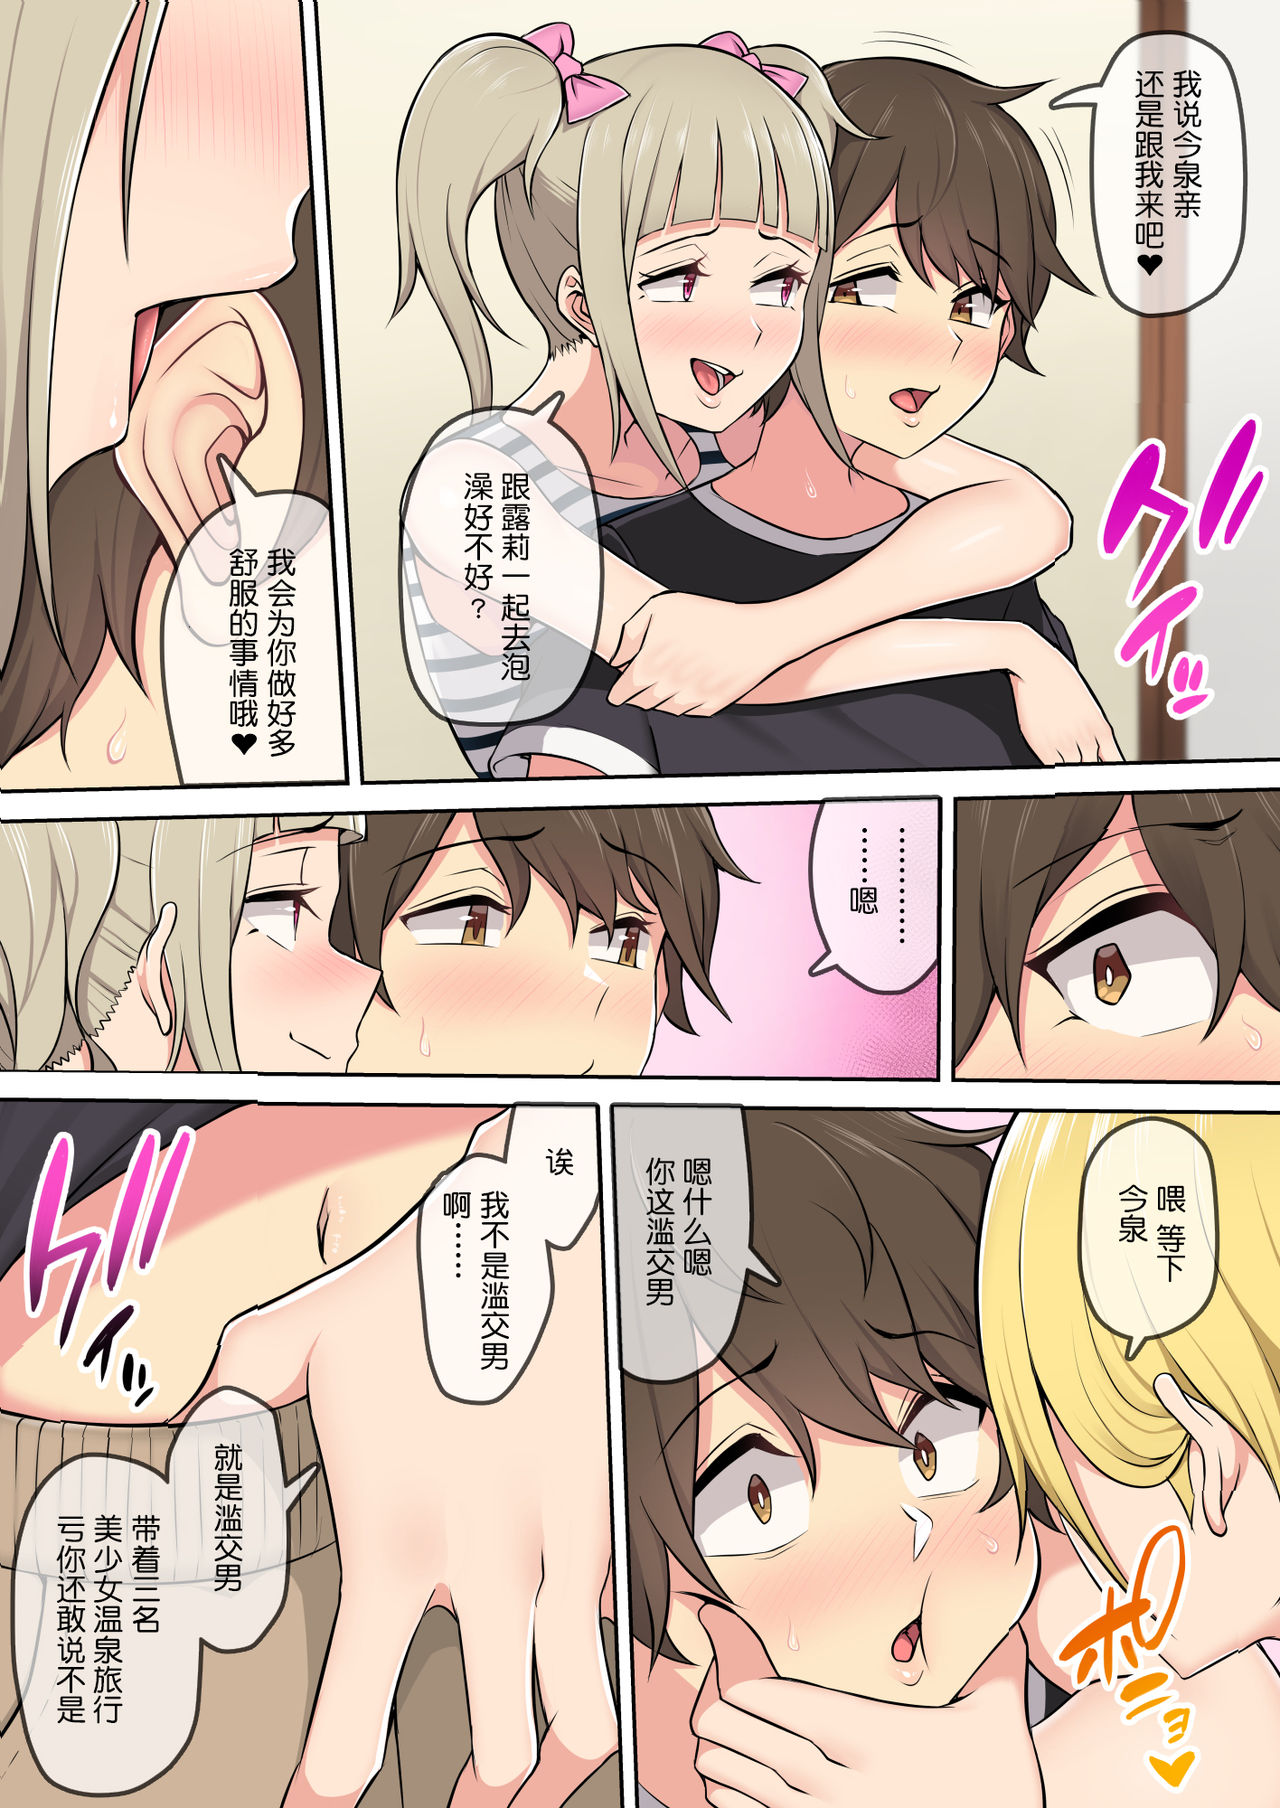 我说今泉亲
还是跟我来吧♥
跟露莉一起去泡
澡好不好?
グイッ
我会为你做好多
舒服的事情哦♥
…………
……嗯
喂 等下
今泉
嗯什么嗯
你这滥交男
ポロニョ
诶
我不是滥交男
啊……
グイッ
就是滥交男
带着三名
美少女温泉旅行
亏你还敢说不是